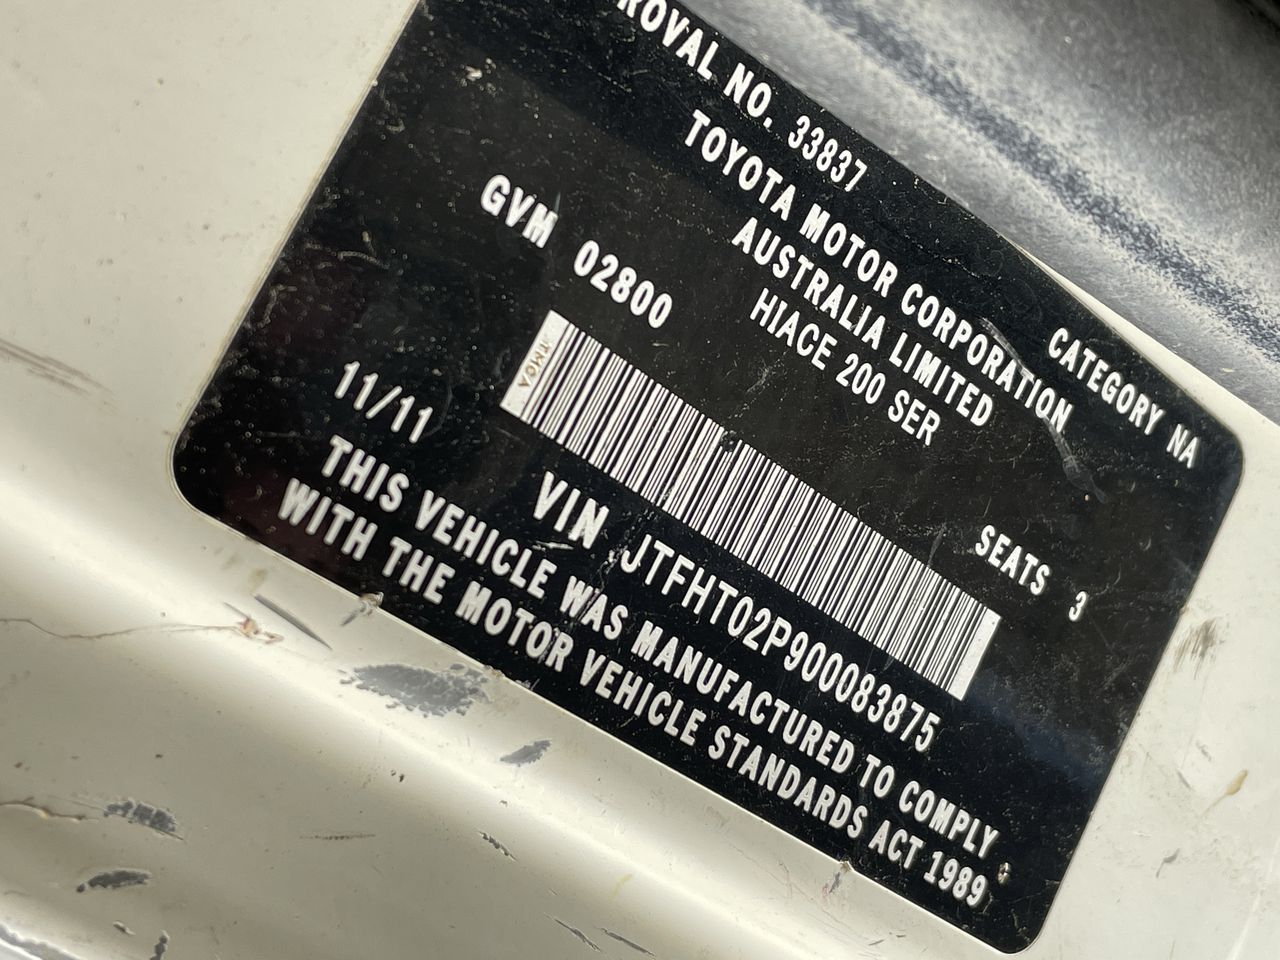 ROVAL NO. 33837 CATEGORY NA
TOYOTA MOTOR CORPORATION
AUSTRALIA LIMITED
HIACE 200 SER
GVM 02800 SEATS 3
TMCA
11/11 VIN JTFHT02P900083875
THIS VEHICLE WAS MANUFACTURED TO COMPLY
WITH THE MOTOR VEHICLE STANDARDS ACT 1989